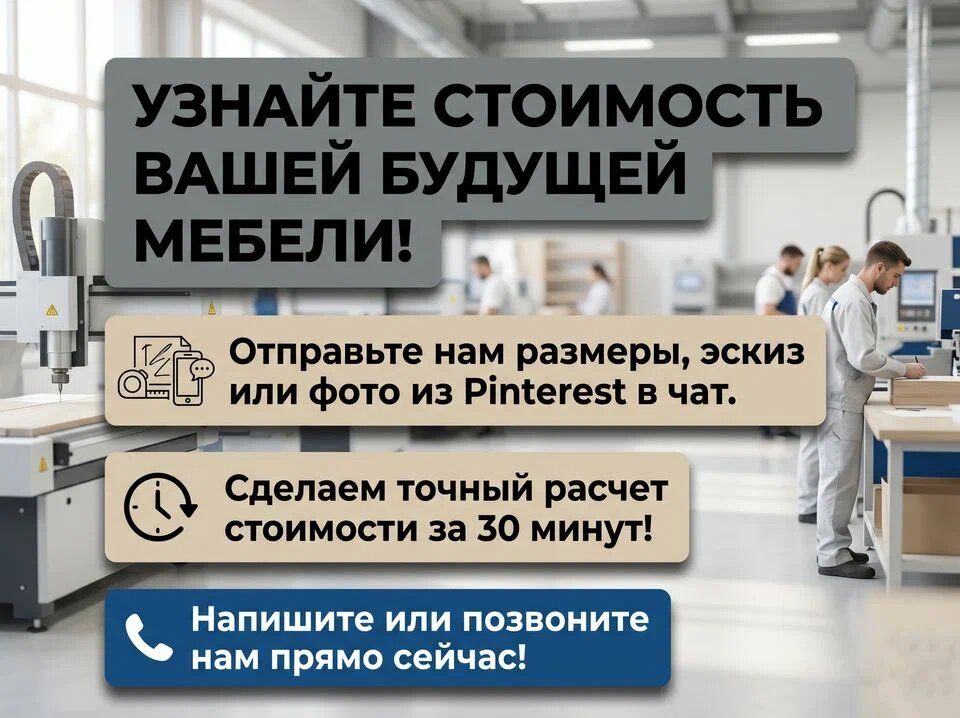 УЗНАЙТЕ СТОИМОСТЬ
ВАШЕЙ БУДУЩЕЙ
МЕБЕЛИ!
Отправьте нам размеры, эскиз
или фото из Pinterest в чат.
Сделаем точный расчет
стоимости за 30 минут!
Напишите или позвоните
нам прямо сейчас!